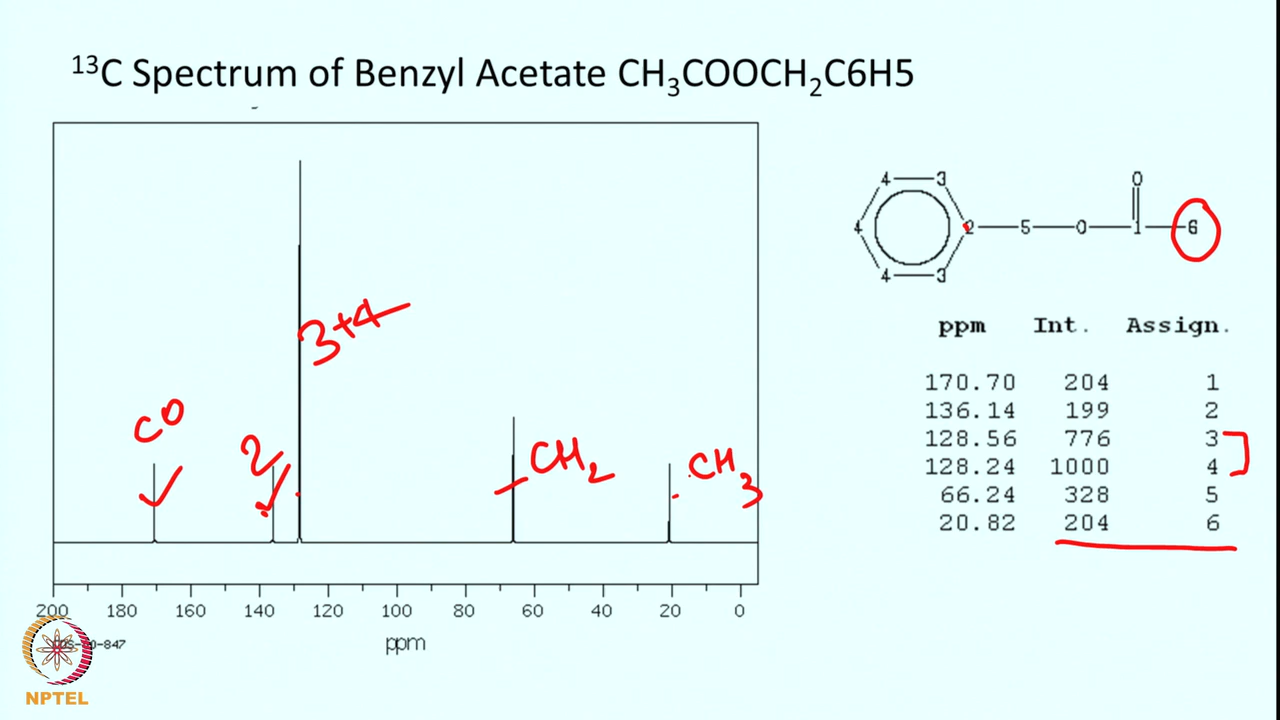 ¹³C Spectrum of Benzyl Acetate CH₃COOCH₂C6H5
CO
2
3+4
CH₂
CH₃
200 180 160 140 120 100 80 60 40 20 0
ppm
-847
NPTEL
4 3 O
4 2 5 O 1 6
4 3
ppm Int. Assign.
170.70 204 1
136.14 199 2
128.56 776 3
128.24 1000 4
66.24 328 5
20.82 204 6